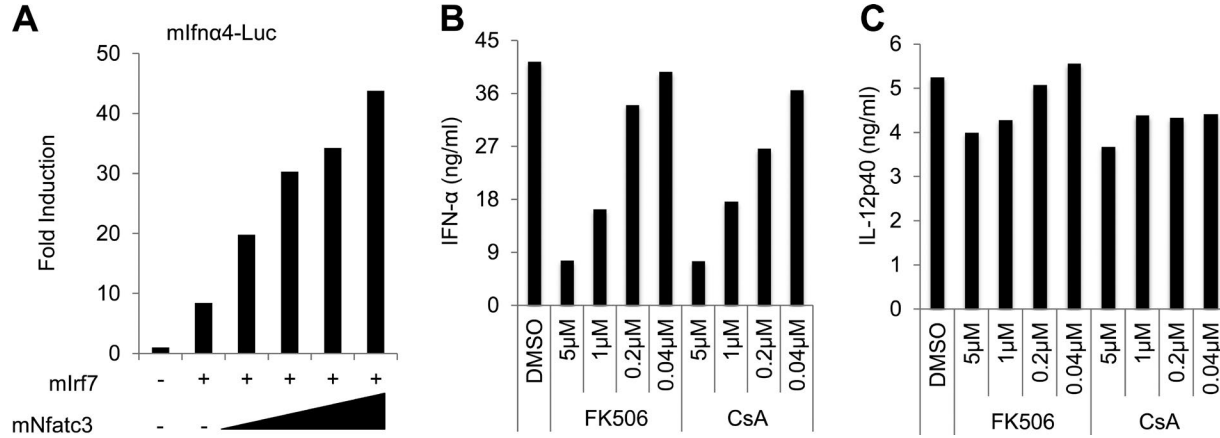 A
mIfnα4-Luc
Fold Induction
50
40
30
20
10
0
mIrf7 - + + + + +
mNfatc3 - -
B
IFN-α (ng/ml)
45
36
27
18
9
0
DMSO 5µM 1µM 0.2µM 0.04µM 5µM 1µM 0.2µM 0.04µM
FK506 CsA
C
IL-12p40 (ng/ml)
6
5
4
3
2
1
0
DMSO 5µM 1µM 0.2µM 0.04µM 5µM 1µM 0.2µM 0.04µM
FK506 CsA